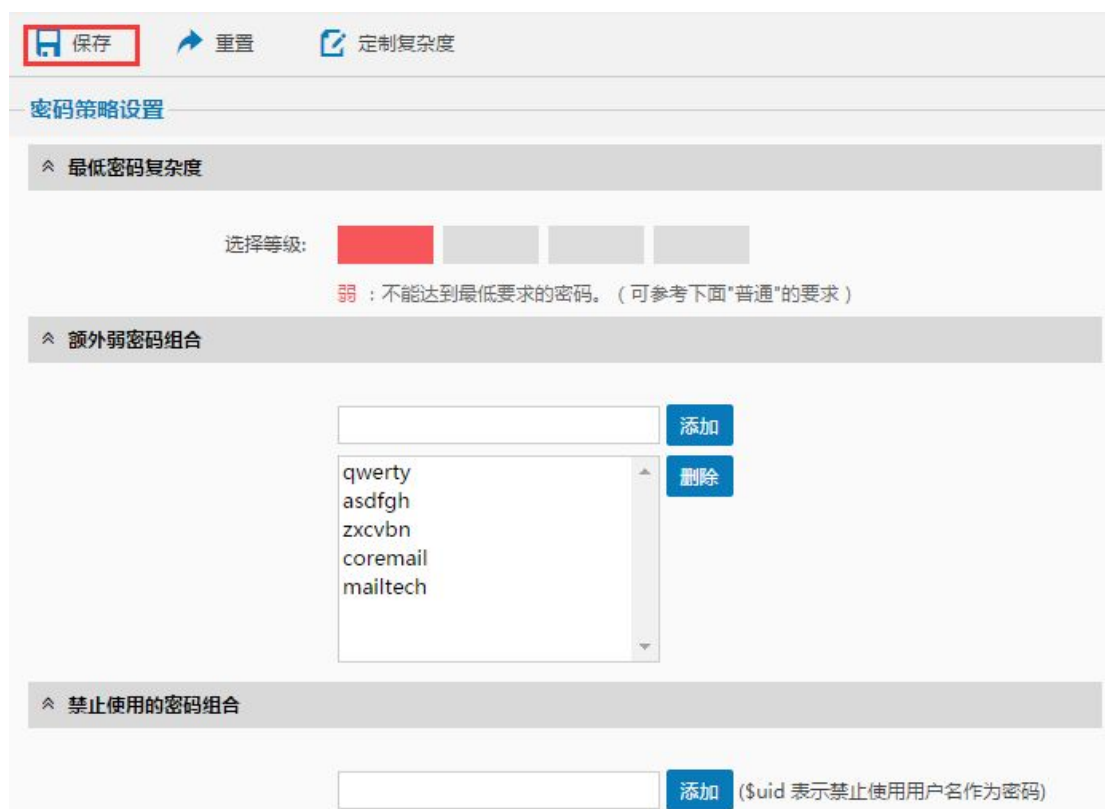 保存 重置 定制复杂度
密码策略设置
最低密码复杂度
选择等级:
弱 : 不能达到最低要求的密码。 ( 可参考下面"普通"的要求 )
额外弱密码组合
添加
qwerty 删除
asdfgh
zxcvbn
coremail
mailtech
禁止使用的密码组合
添加 ($uid 表示禁止使用用户名作为密码)